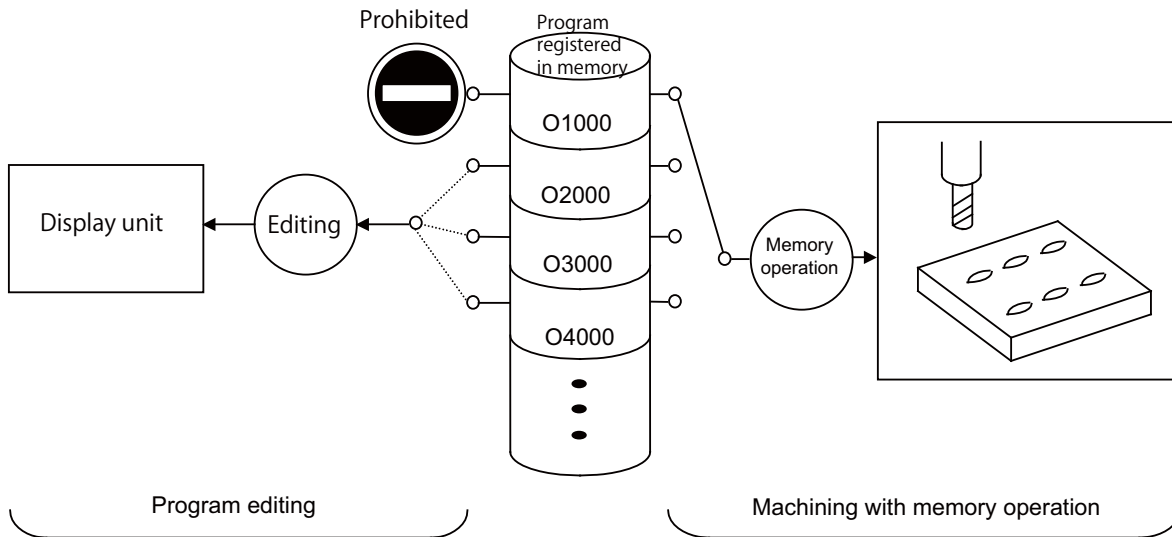 Prohibited
Program
registered
in memory
O1000
O2000
O3000
O4000
Display unit
Editing
Memory
operation
Program editing
Machining with memory operation